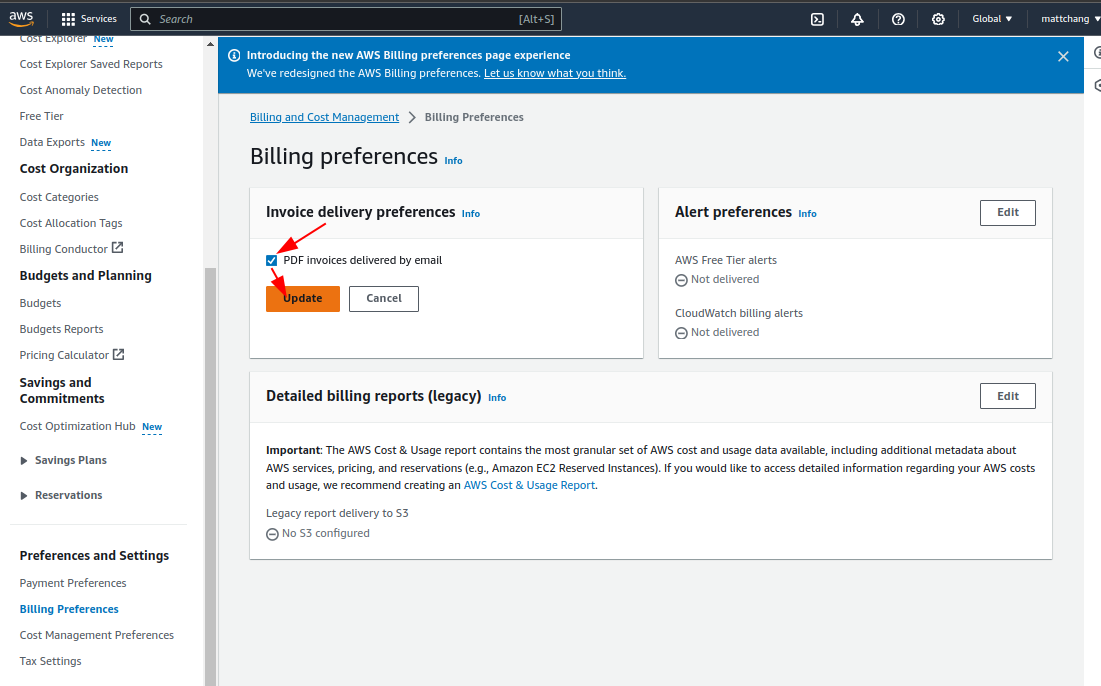 aws
Services
Search
[Alt+S]
Global
mattchang
Cost Explorer New
Cost Explorer Saved Reports
Cost Anomaly Detection
Free Tier
Data Exports New
Cost Organization
Cost Categories
Cost Allocation Tags
Billing Conductor
Budgets and Planning
Budgets
Budgets Reports
Pricing Calculator
Savings and
Commitments
Cost Optimization Hub New
Savings Plans
Reservations
Preferences and Settings
Payment Preferences
Billing Preferences
Cost Management Preferences
Tax Settings
Introducing the new AWS Billing preferences page experience
We've redesigned the AWS Billing preferences. Let us know what you think.
Billing and Cost Management > Billing Preferences
Billing preferences Info
Invoice delivery preferences Info
PDF invoices delivered by email
Update
Cancel
Alert preferences Info
Edit
AWS Free Tier alerts
Not delivered
CloudWatch billing alerts
Not delivered
Detailed billing reports (legacy) Info
Edit
Important: The AWS Cost & Usage report contains the most granular set of AWS cost and usage data available, including additional metadata about
AWS services, pricing, and reservations (e.g., Amazon EC2 Reserved Instances). If you would like to access detailed information regarding your AWS costs
and usage, we recommend creating an AWS Cost & Usage Report.
Legacy report delivery to S3
No S3 configured